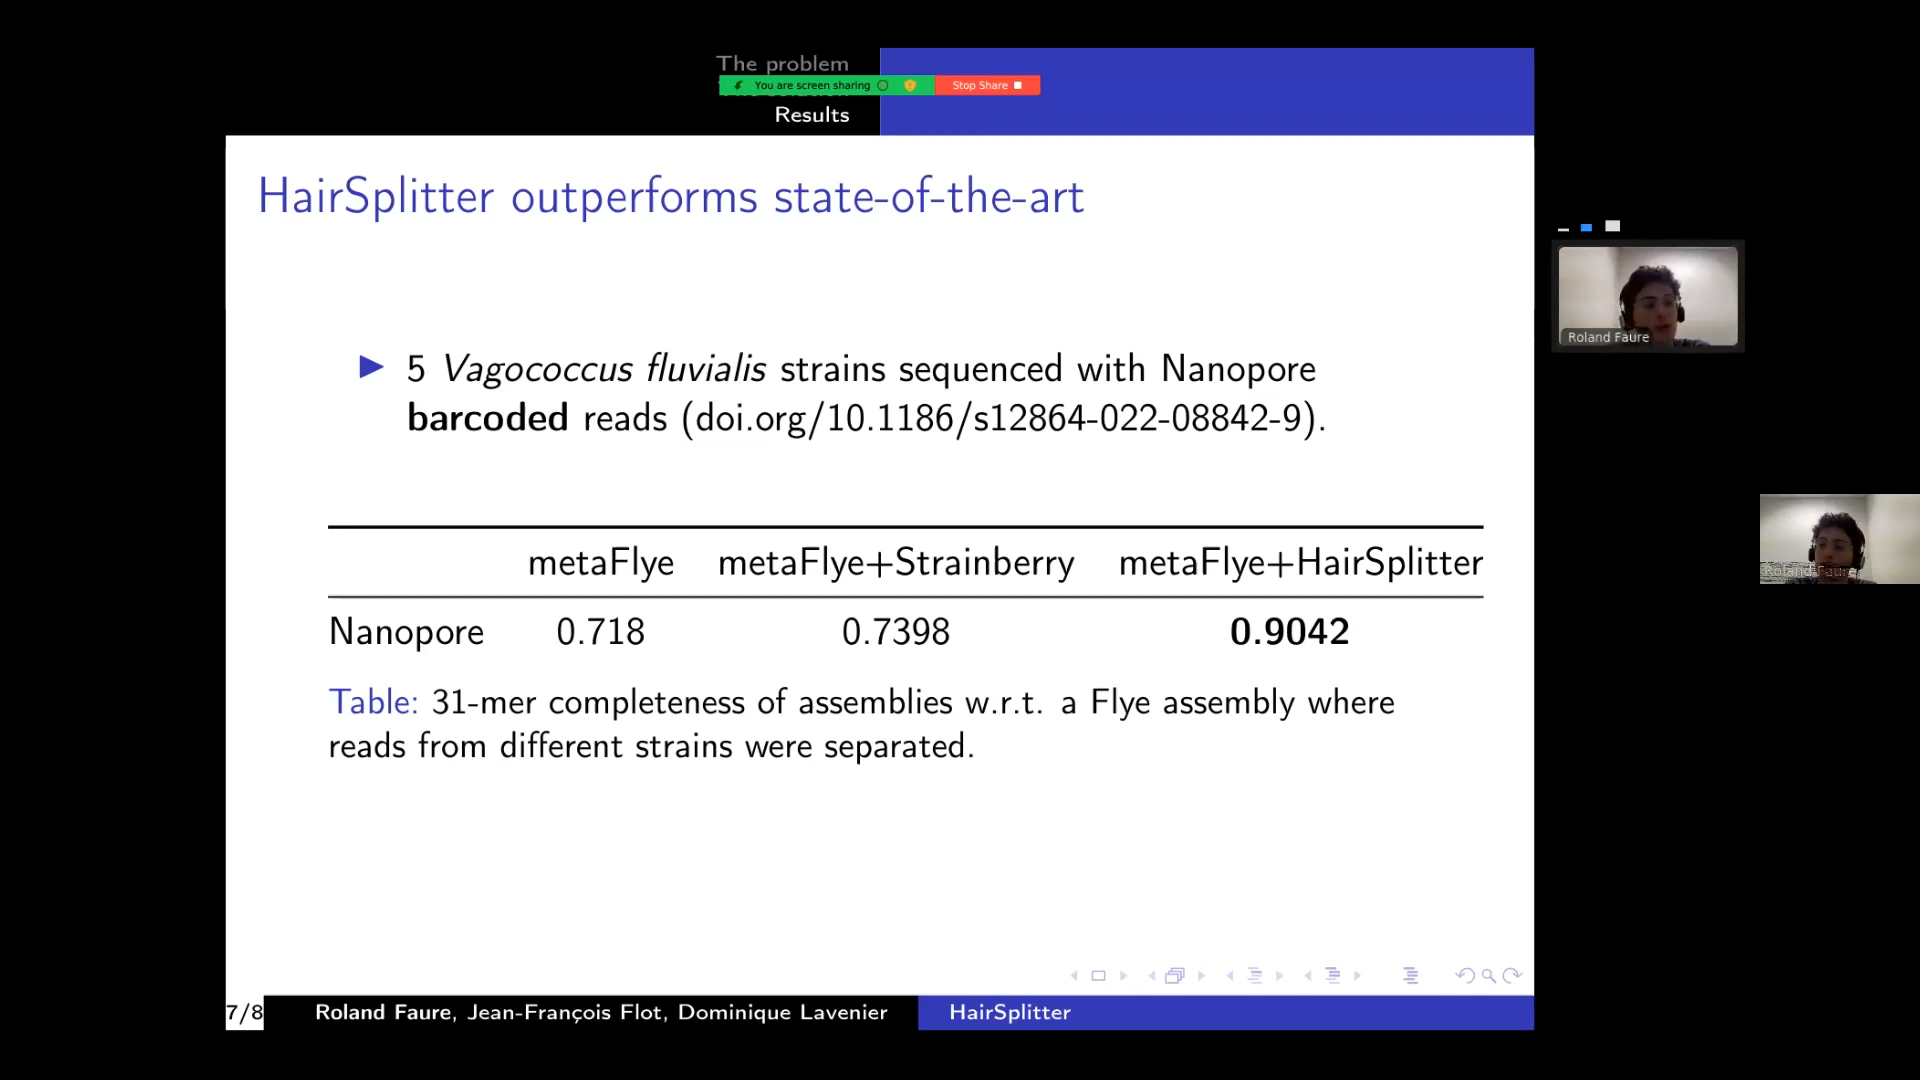 The problem
You are screen sharing
Stop Share
Results
HairSplitter outperforms state-of-the-art
Roland Faure
5 Vagococcus fluvialis strains sequenced with Nanopore
barcoded reads (doi.org/10.1186/s12864-022-08842-9).
metaFlye metaFlye+Strainberry metaFlye+HairSplitter
Roland Faure
Nanopore 0.718 0.7398 0.9042
Table: 31-mer completeness of assemblies w.r.t. a Flye assembly where
reads from different strains were separated.
7/8 Roland Faure, Jean-François Flot, Dominique Lavenier HairSplitter